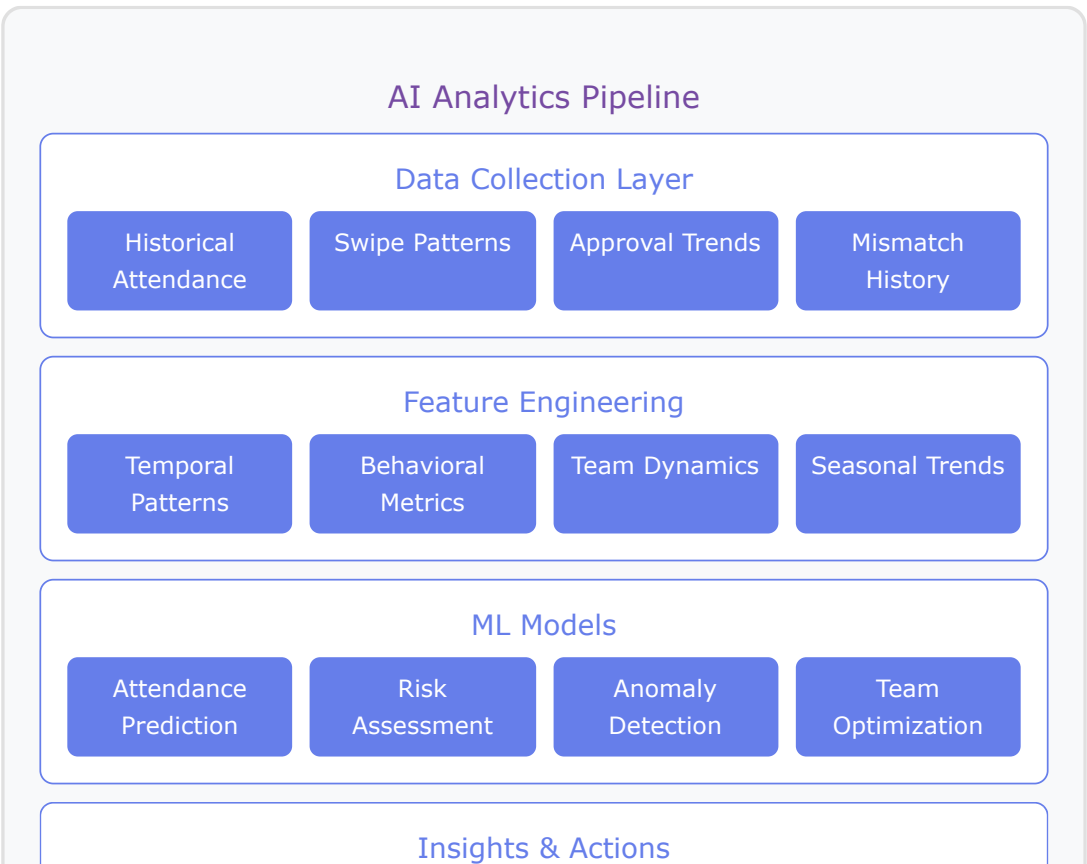 AI Analytics Pipeline
Data Collection Layer
Historical
Attendance
Swipe Patterns
Approval Trends
Mismatch
History
Feature Engineering
Temporal
Patterns
Behavioral
Metrics
Team Dynamics
Seasonal Trends
ML Models
Attendance
Prediction
Risk
Assessment
Anomaly
Detection
Team
Optimization
Insights & Actions